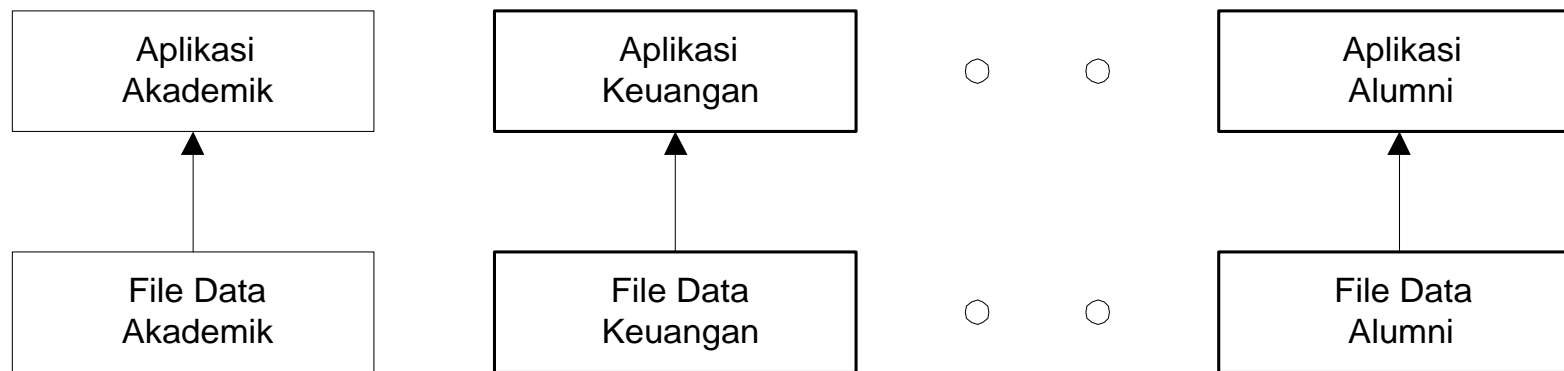 Aplikasi
Akademik
Aplikasi
Keuangan
Aplikasi
Alumni
File Data
Akademik
File Data
Keuangan
File Data
Alumni